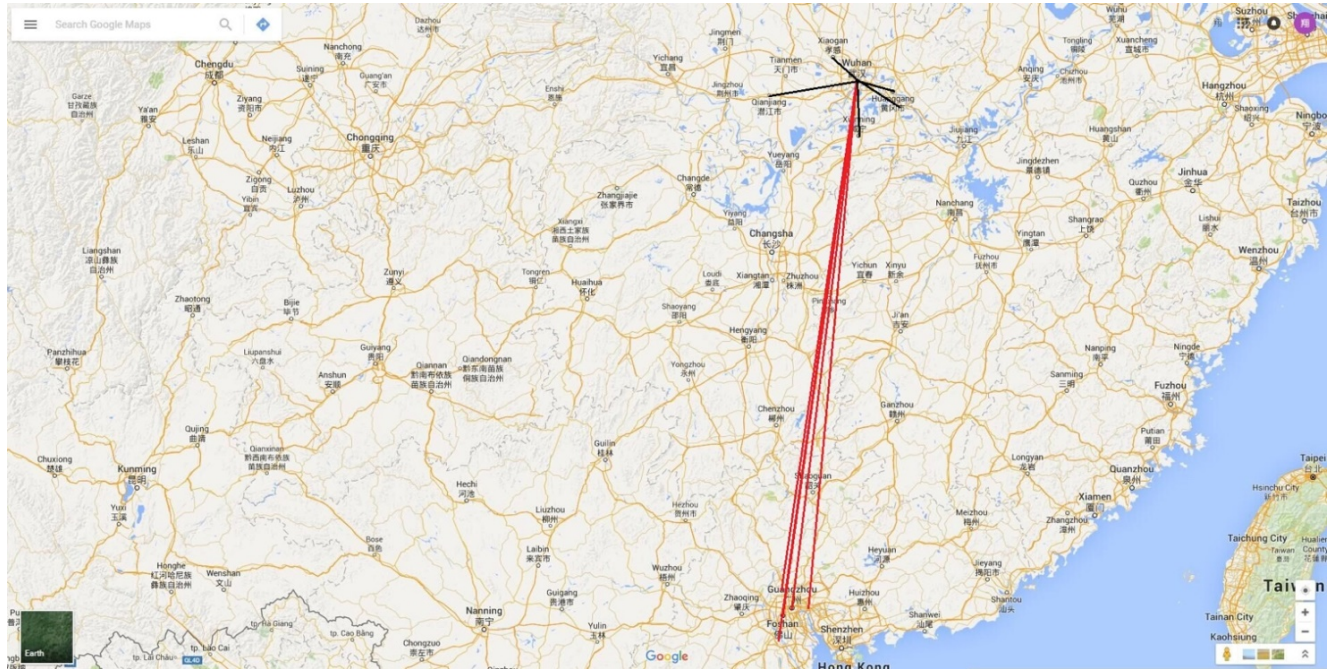 Search Google Maps
Dazhou
达州市
Nanchong
南充
Chengdu
成都
Suining
遂宁
Guang'an
广安市
Garze
甘孜藏族
自治州
Ya'an
雅安
Ziyang
资阳市
Neijiang
内江
Leshan
乐山
Chongqing
重庆
Zigong
自贡
Luzhou
泸州
Yibin
宜宾
Enshi
恩施
Yichang
宜昌
Jingmen
荆门
Jingzhou
荆州市
Tianmen
天门市
Qianjiang
潜江市
Xiaogan
孝感
Wuhan
Yueyang
岳阳
Changde
常德
Zhangjiajie
张家界市
Yiyang
益阳
Changsha
长沙
Xiangxi
湘西土家族
苗族自治州
Tongren
铜仁
Huaihua
怀化
Loudi
娄底
Xiangtan
湘潭
Zhuzhou
株洲
Shaoyang
邵阳
Hengyang
衡阳
Yongzhou
永州
Chenzhou
郴州
Wuhu
芜湖
Suzhou
Tongling
铜陵
Xuancheng
宣城市
Anqing
安庆
Chizhou
池州市
Hangzhou
杭州
Shaoxing
绍兴
Ningbo
宁波
Huangshan
黄山
Jiujiang
九江
Jingdezhen
景德镇
Quzhou
衢州
Jinhua
金华
Taizhou
台州市
Nanchang
南昌
Shangrao
上饶
Yingtan
鹰潭
Lishui
丽水
Wenzhou
温州
Fuzhou
抚州市
Yichun
宜春
Xinyu
新余
Ji'an
吉安
Nanping
南平
Ningde
宁德
Sanming
三明
Fuzhou
福州
Putian
莆田
Ganzhou
赣州
Longyan
龙岩
Quanzhou
泉州
Xiamen
厦门
Zhangzhou
漳州
Liangshan
凉山彝族
自治州
Zhaotong
昭通
Bijie
毕节
Zunyi
遵义
Panzhihua
攀枝花
Liupanshui
六盘水
Guiyang
贵阳
Anshun
安顺
Qiannan
黔南布依族
苗族自治州
Qiandongnan
黔东南苗族
侗族自治州
Qujing
曲靖
Qianxinan
黔西南布依族
苗族自治州
Chuxiong
楚雄
Kunming
昆明
Yuxi
玉溪
Guilin
桂林
Hechi
河池
Liuzhou
柳州
Hezhou
贺州市
Laibin
来宾市
Bose
百色
Honghe
红河哈尼族
彝族自治州
Wenshan
文山
Wuzhou
梧州
Guigang
贵港市
Nanning
南宁
Yulin
玉林
Chongzuo
崇左市
tp. Hà Giang
tp. Cao Bằng
tp. Lai Châu
tp. Lào Cai
QL4D
Meizhou
梅州
Heyuan
河源
Jieyang
揭阳市
Shantou
汕头
Shanwei
汕尾
Huizhou
惠州
Zhaoqing
肇庆
Foshan
Shenzhen
深圳
Hong Kong
Taipei
台北
Hsinchu City
新竹市
Taichung City
Taiwan
Tainan City
Kaohsiung
Earth
Google